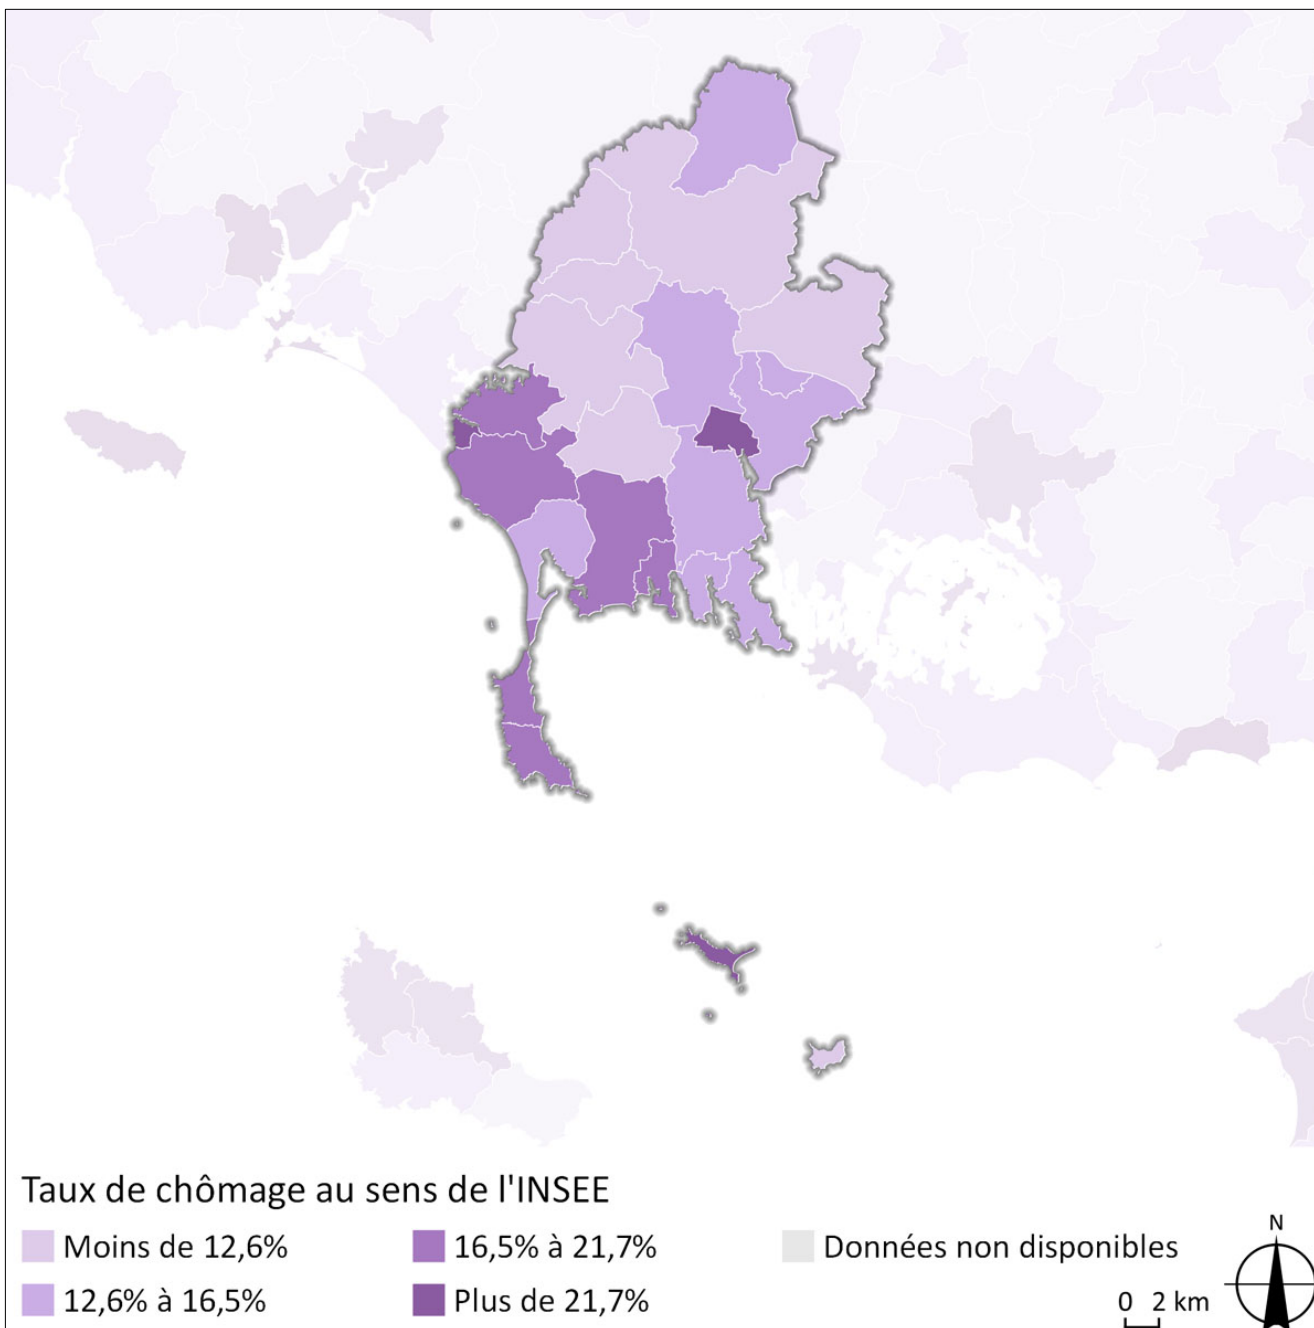 Taux de chômage au sens de l'INSEE
Moins de 12,6%
16,5% à 21,7%
Données non disponibles
12,6% à 16,5%
Plus de 21,7%
N
0 2 km